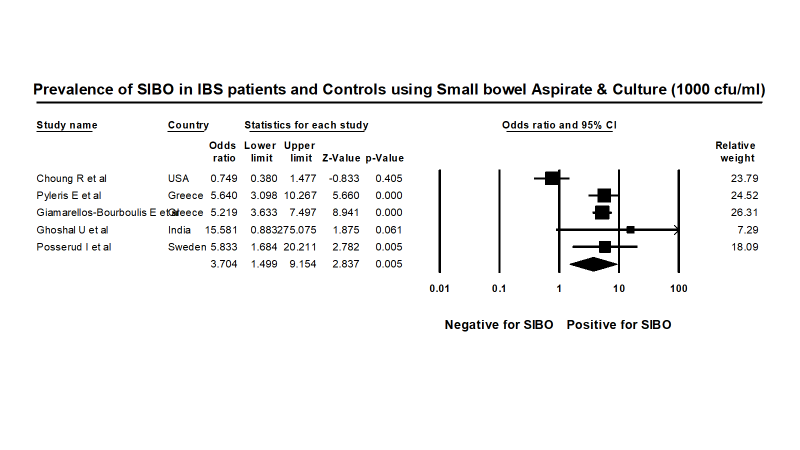 Prevalence of SIBO in IBS patients and Controls using Small bowel Aspirate & Culture (1000 cfu/ml)
Study name Country Statistics for each study Odds ratio and 95% CI
Odds Lower Upper Relative
ratio limit limit Z-Value p-Value weight
Choung R et al USA 0.749 0.380 1.477 -0.833 0.405 23.79
Pyleris E et al Greece 5.640 3.098 10.267 5.660 0.000 24.52
Giamarellos-Bourboulis E et al Greece 5.219 3.633 7.497 8.941 0.000 26.31
Ghoshal U et al India 15.581 0.883 275.075 1.875 0.061 7.29
Posserud I et al Sweden 5.833 1.684 20.211 2.782 0.005 18.09
3.704 1.499 9.154 2.837 0.005
0.01 0.1 1 10 100
Negative for SIBO Positive for SIBO